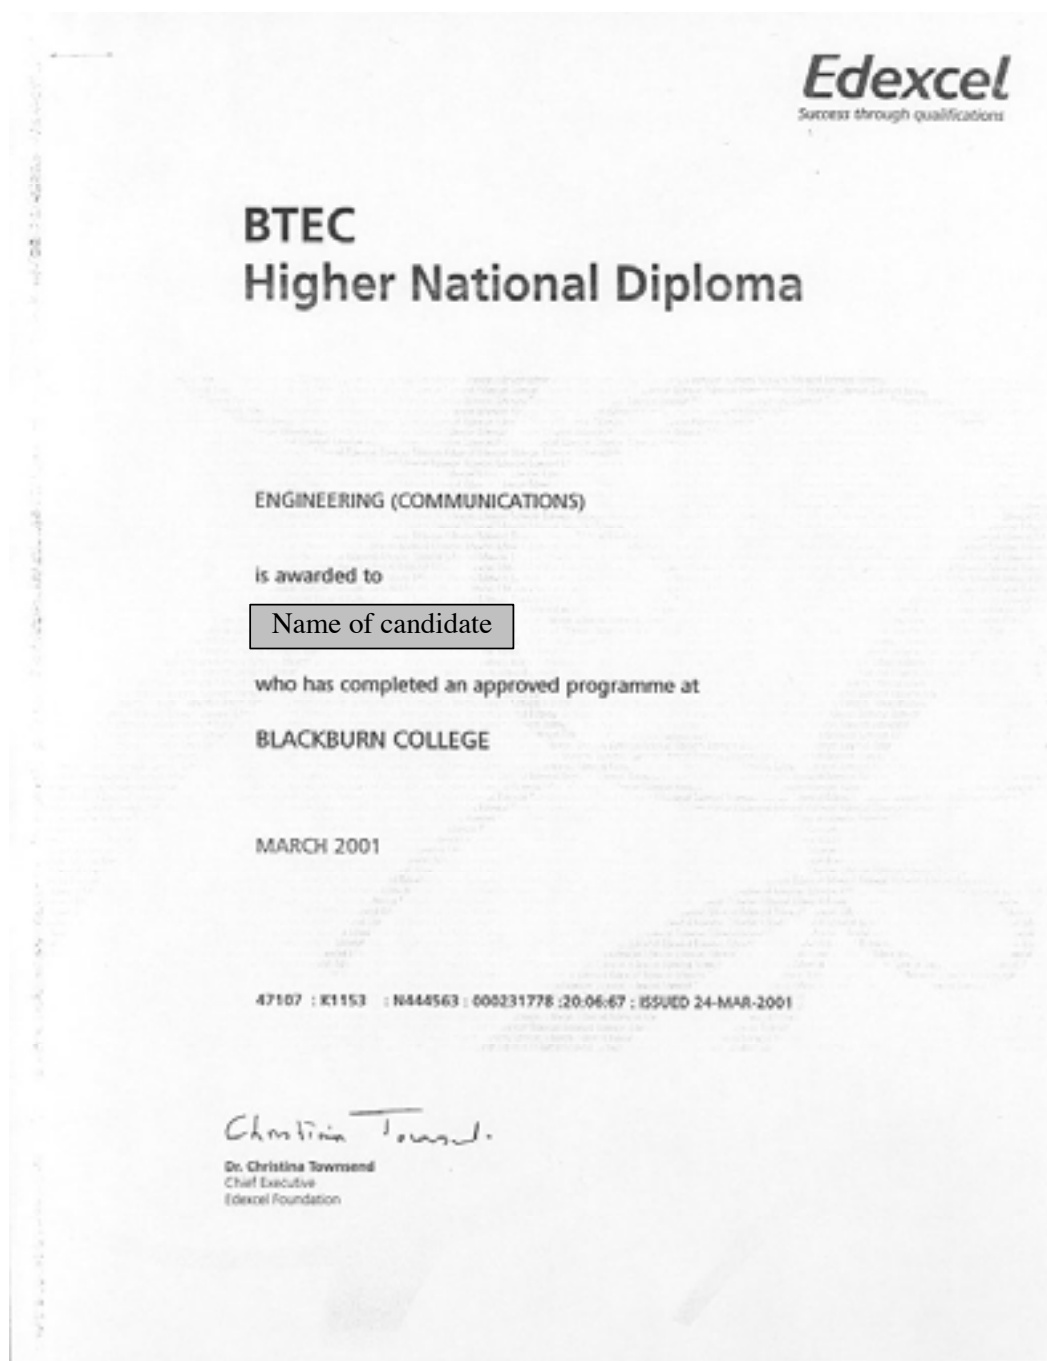 Edexcel
Success through qualifications
BTEC
Higher National Diploma
ENGINEERING (COMMUNICATIONS)
is awarded to
Name of candidate
who has completed an approved programme at
BLACKBURN COLLEGE
MARCH 2001
47107 : K1153 : N444563 : 000231778 :20:06:67 : ISSUED 24-MAR-2001
Christina Townsend
Dr. Christina Townsend
Chief Executive
Edexcel Foundation